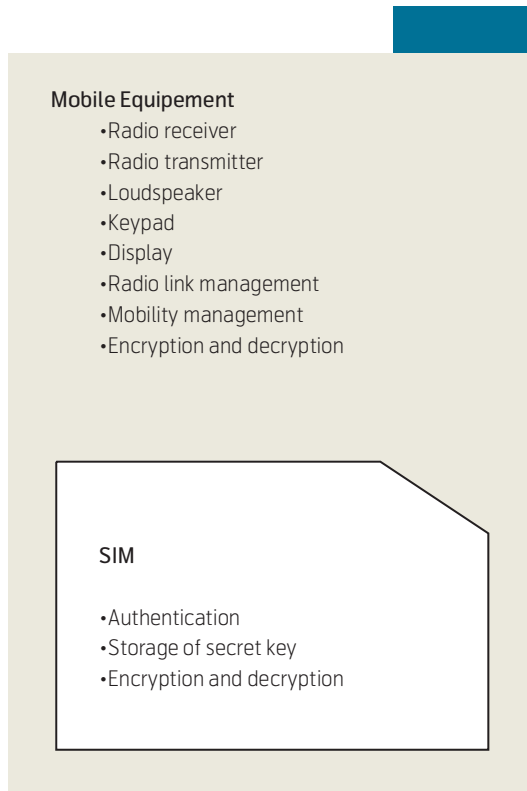 Mobile Equipement
•Radio receiver
•Radio transmitter
•Loudspeaker
•Keypad
•Display
•Radio link management
•Mobility management
•Encryption and decryption
SIM
•Authentication
•Storage of secret key
•Encryption and decryption